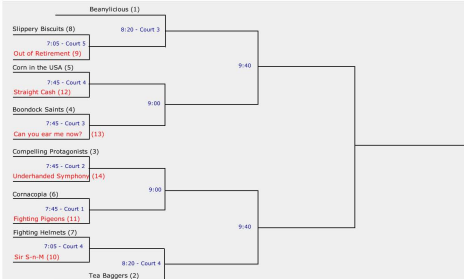 Beanylicious (1)
Slippery Biscuits (8)
8:20 - Court 3
7:05 - Court 5
Out of Retirement (9)
Corn in the USA (5)
9:40
7:45 - Court 4
Straight Cash (12)
9:00
Boondock Saints (4)
7:45 - Court 3
Can you ear me now? (13)
Compelling Protagonists (3)
7:45 - Court 2
Underhanded Symphony (14)
9:00
Cornacopia (6)
7:45 - Court 1
Fighting Pigeons (11)
9:40
Fighting Helmets (7)
7:05 - Court 4
Sir S-n-M (10)
8:20 - Court 4
Tea Baggers (2)